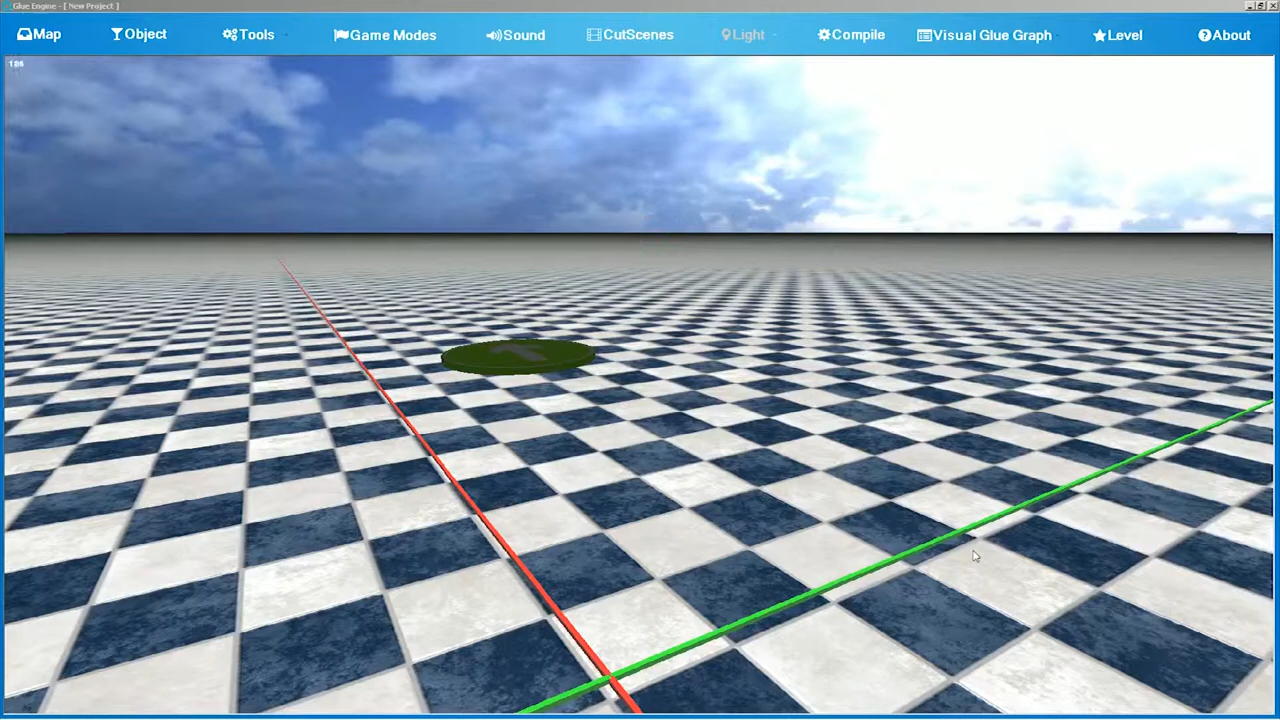 Glue Engine - [ New Project ]
Map Object Tools Game Modes Sound CutScenes Light Compile Visual Glue Graph Level About